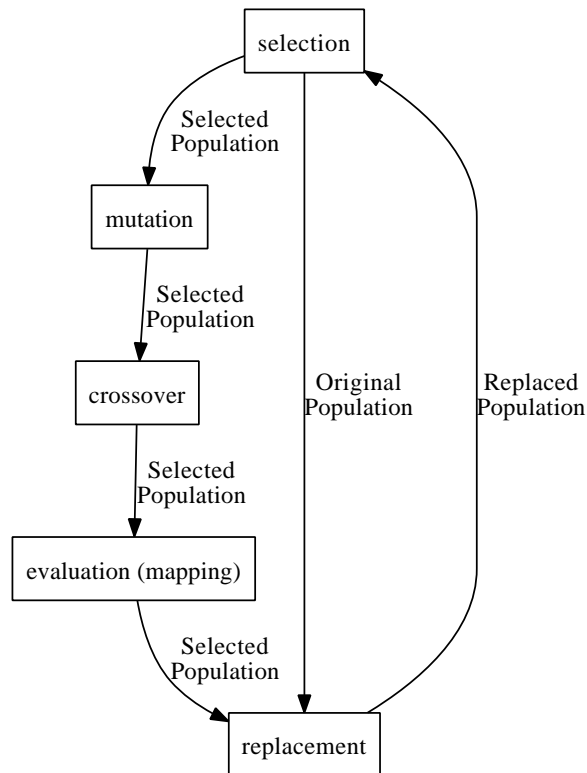 selection
Selected
Population
mutation
Selected
Population
crossover
Original
Population
Replaced
Population
Selected
Population
evaluation (mapping)
Selected
Population
replacement